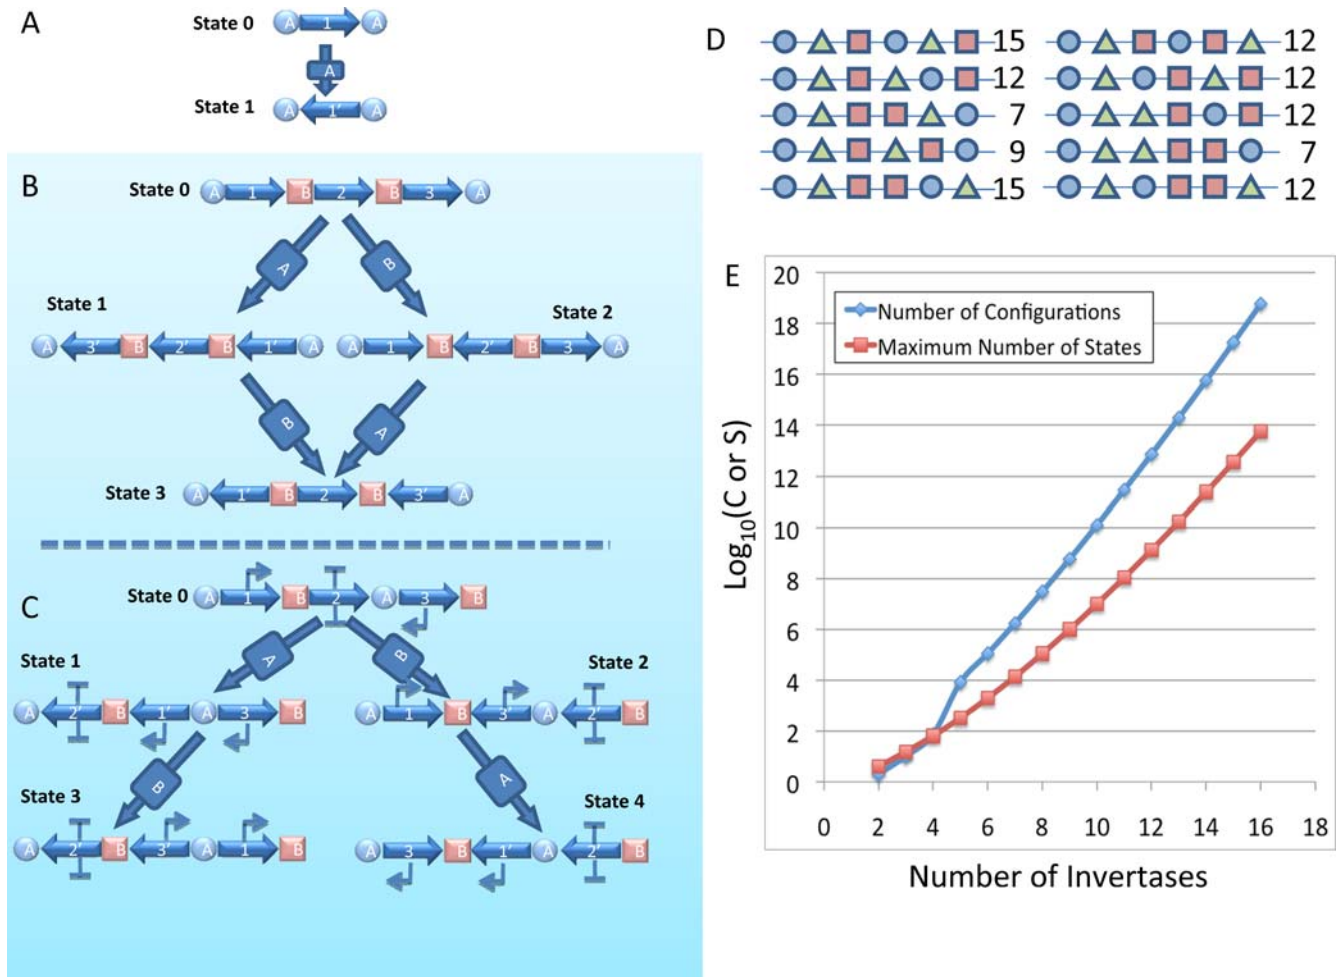 A
State 0 A 1 A
A
State 1 A 1' A
B
State 0 A 1 B 2 B 3 A
A B
State 1
State 2
A 3' B 2' B 1' A
A 1 B 2' B 3 A
B A
State 3 A 1' B 2 B 3' A
C
State 0 A 1 B 2 A 3 B
A B
State 1
State 2
A 2' B 1' A 3 B
A 1 B 3' A 2' B
B A
State 3
State 4
A 2' B 3' A 1 B
A 3 B 1' A 2' B
D
15 12
12 12
7 12
9 7
15 12
E
Number of Configurations
Maximum Number of States
Log10(C or S)
20
18
16
14
12
10
8
6
4
2
0
0 2 4 6 8 10 12 14 16 18
Number of Invertases